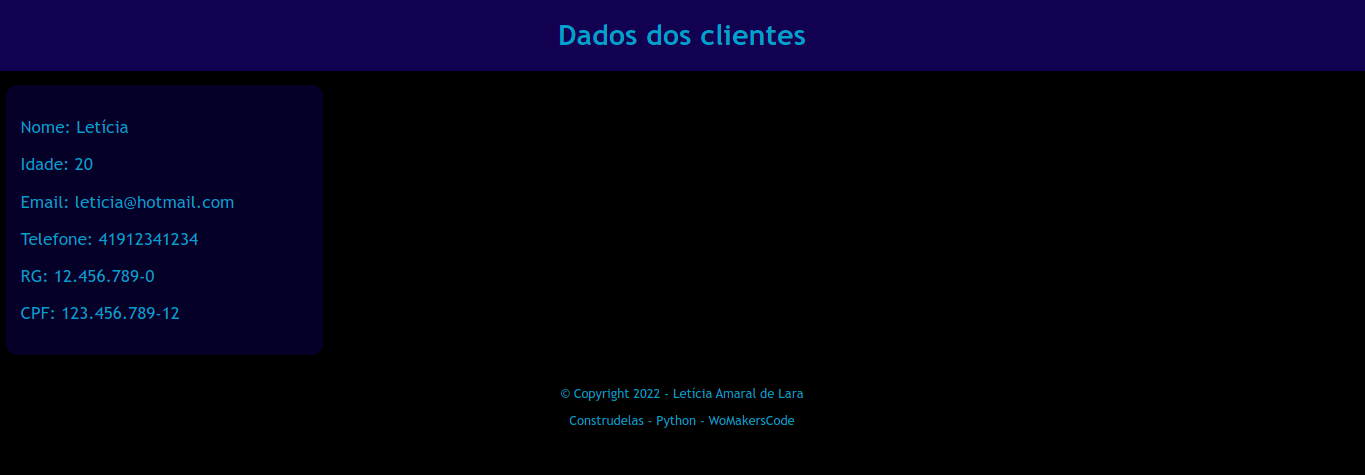 Dados dos clientes
Nome: Letícia
Idade: 20
Email: leticia@hotmail.com
Telefone: 41912341234
RG: 12.456.789-0
CPF: 123.456.789-12
© Copyright 2022 - Letícia Amaral de Lara
Construdelas - Python - WoMakersCode